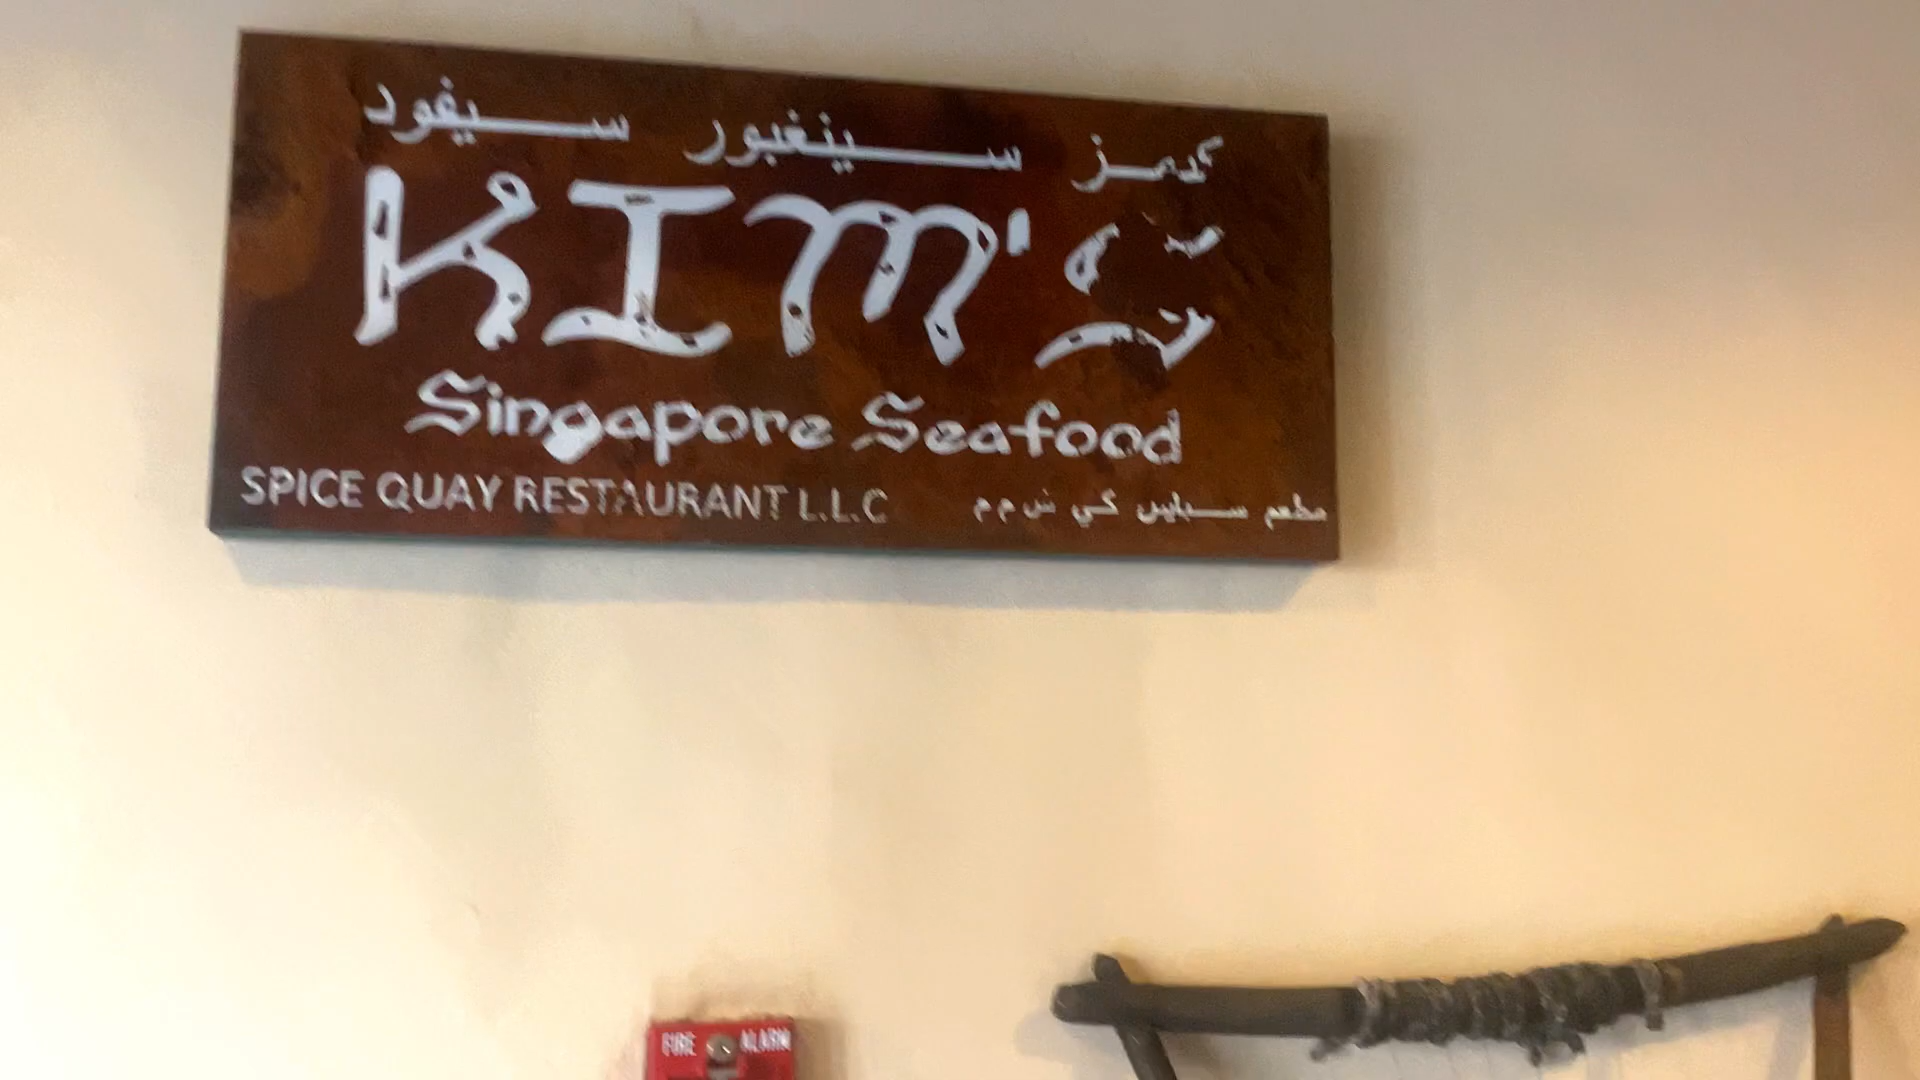 كيمز سينغبور سيفود
KIM'S
Singapore Seafood
SPICE QUAY RESTAURANT L.L.C
مطعم سبايس كي ش م م
FIRE ALARM